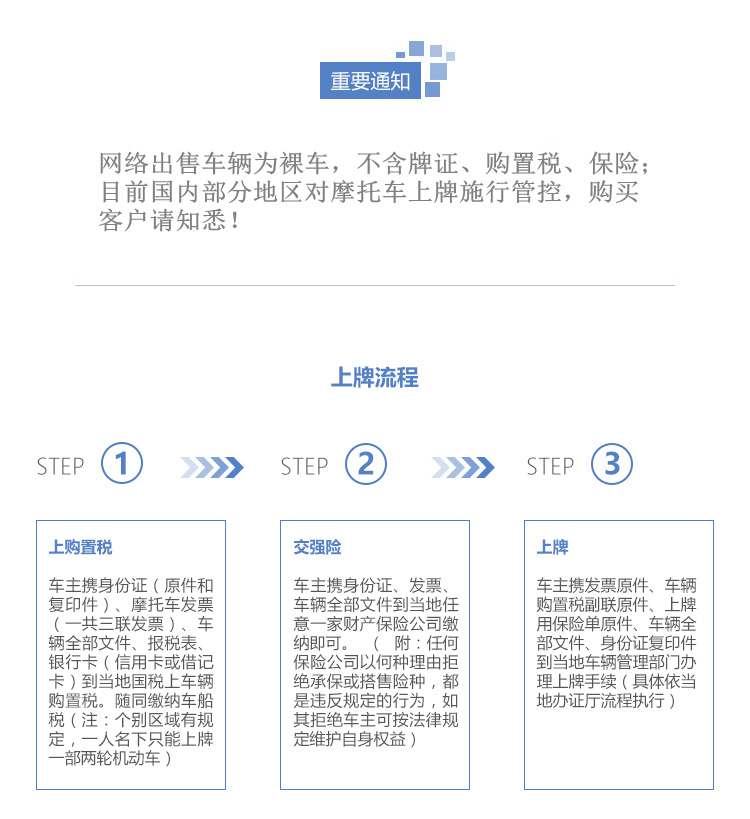 重要通知
网络出售车辆为裸车，不含牌证、购置税、保险；
目前国内部分地区对摩托车上牌施行管控，购买
客户请知悉！
上牌流程
STEP 1
STEP 2
STEP 3
上购置税
车主携身份证（原件和
复印件）、摩托车发票
（一共三联发票）、车
辆全部文件、报税表、
银行卡（信用卡或借记
卡）到当地国税上车辆
购置税。随同缴纳车船
税（注：个别区域有规
定，一人名下只能上牌
一部两轮机动车）
交强险
车主携身份证、发票、
车辆全部文件到当地任
意一家财产保险公司缴
纳即可。（ 附：任何
保险公司以何种理由拒
绝承保或搭售险种，都
是违反规定的行为，如
其拒绝车主可按法律规
定维护自身权益）
上牌
车主携发票原件、车辆
购置税副联原件、上牌
用保险单原件、车辆全
部文件、身份证复印件
到当地车辆管理部门办
理上牌手续（具体依当
地办证厅流程执行）